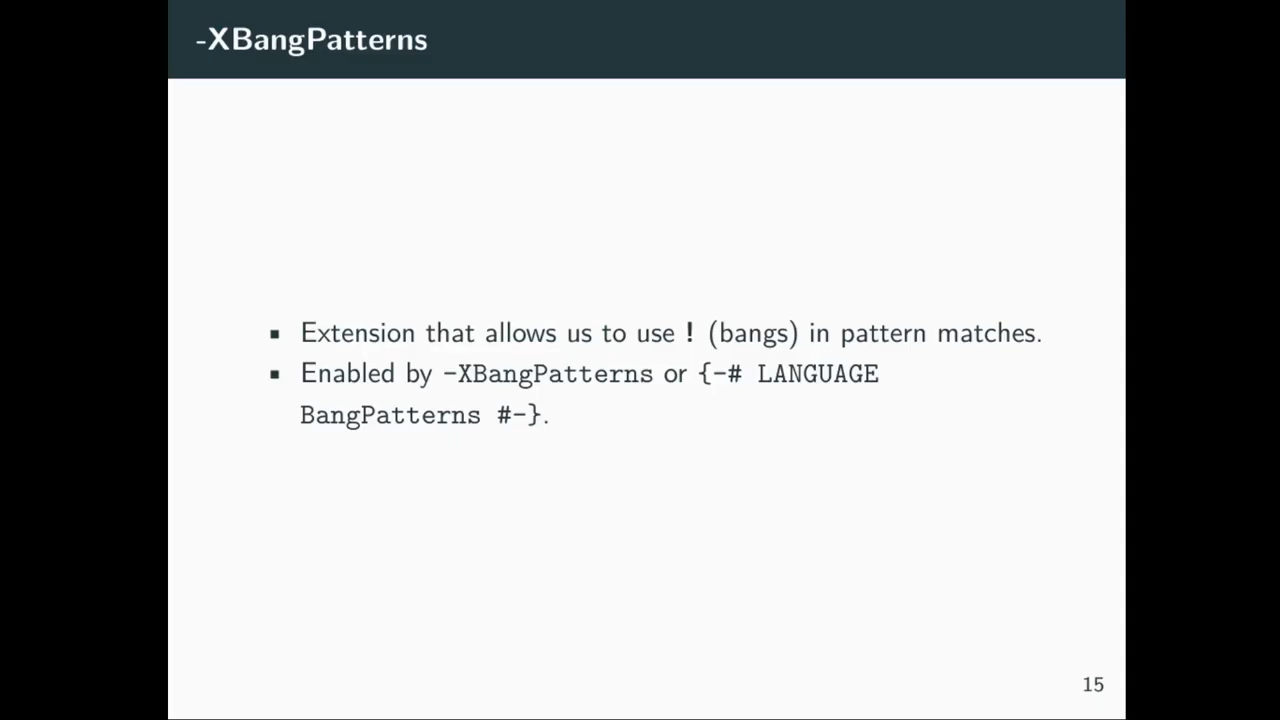 -XBangPatterns
▪ Extension that allows us to use ! (bangs) in pattern matches.
▪ Enabled by -XBangPatterns or {-# LANGUAGE
BangPatterns #-}.
15